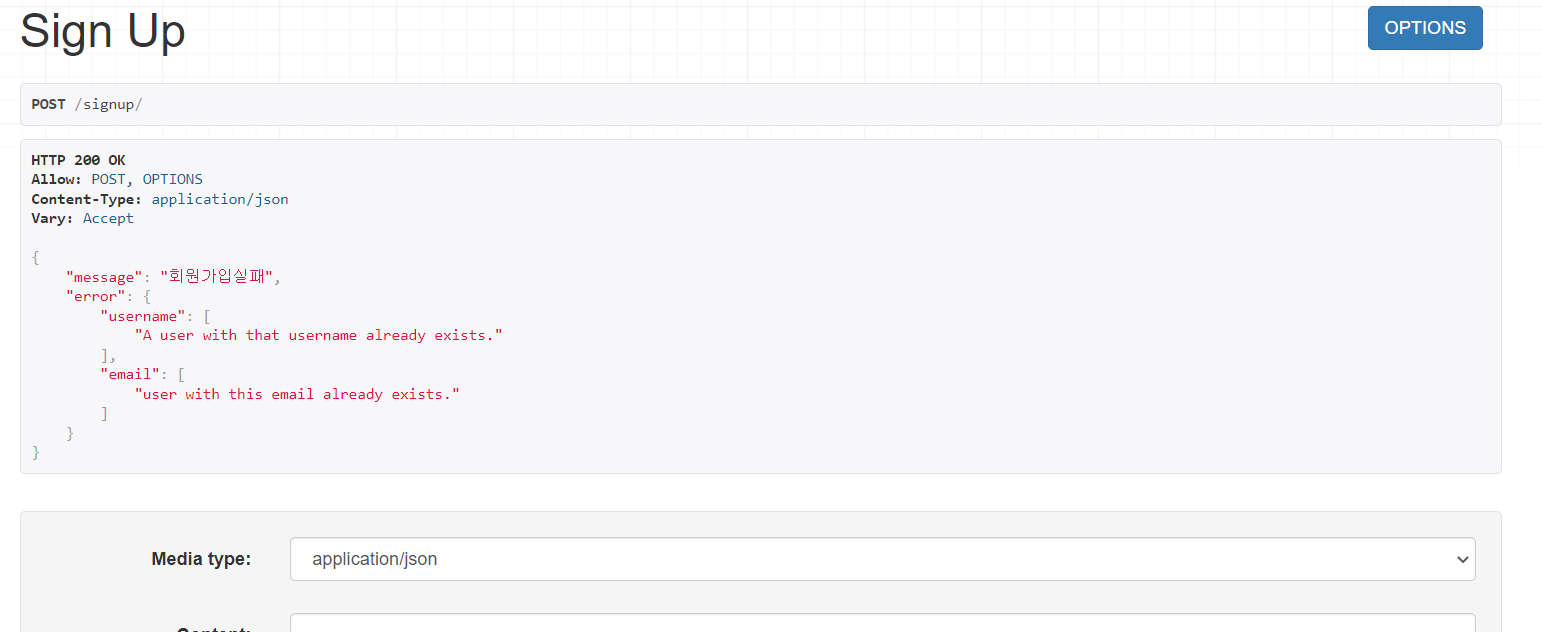 Sign Up
OPTIONS
POST /signup/
HTTP 200 OK
Allow: POST, OPTIONS
Content-Type: application/json
Vary: Accept
{
"message": "회원가입실패",
"error": {
"username": [
"A user with that username already exists."
],
"email": [
"user with this email already exists."
]
}
}
Media type:
application/json
Content: